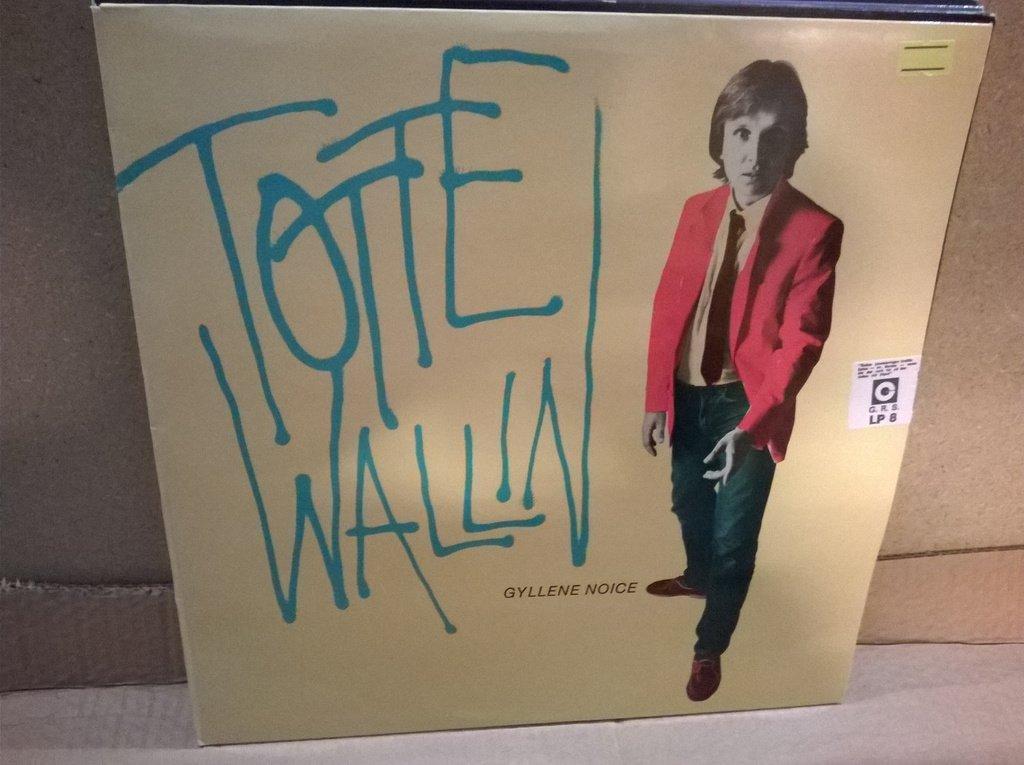 TOTTE
WALLIN
GYLLENE NOICE
G. R. S.
LP 8